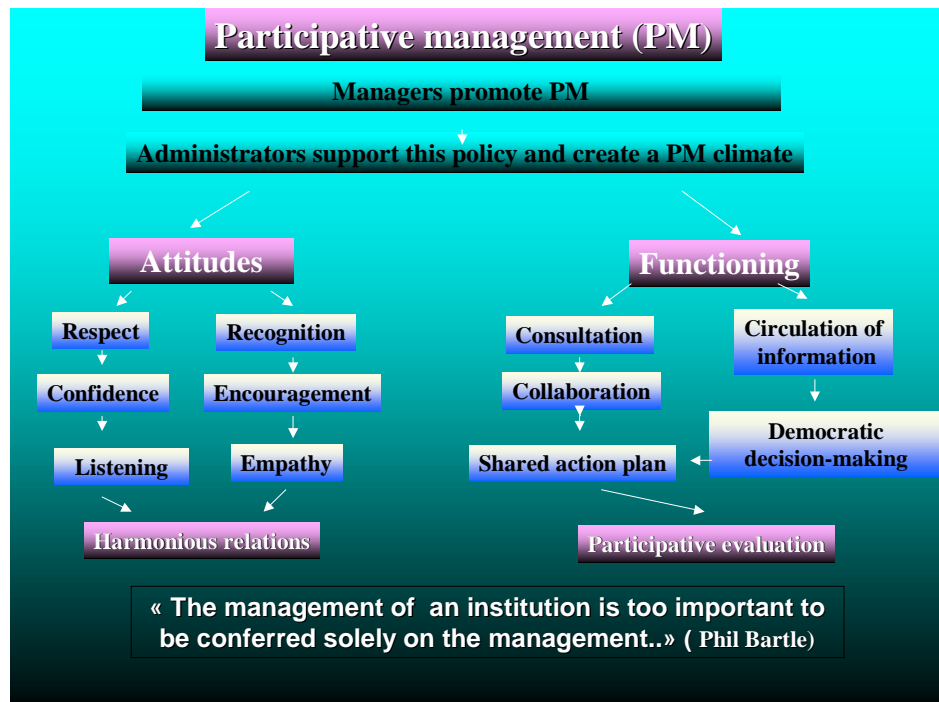 Participative management (PM)
Managers promote PM
Administrators support this policy and create a PM climate
Attitudes
Functioning
Respect
Recognition
Consultation
Circulation of
information
Confidence
Encouragement
Collaboration
Democratic
decision-making
Listening
Empathy
Shared action plan
Harmonious relations
Participative evaluation
« The management of  an institution is too important to
be conferred solely on the management..» ( Phil Bartle)